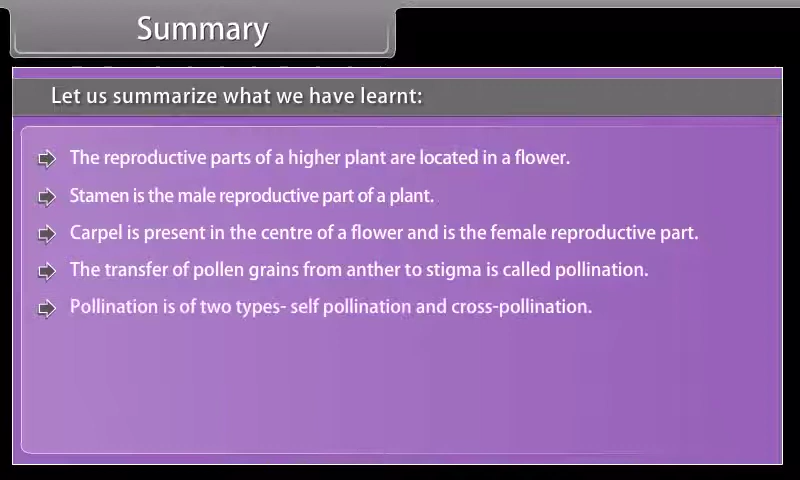 Summary
Let us summarize what we have learnt:
The reproductive parts of a higher plant are located in a flower.
Stamen is the male reproductive part of a plant.
Carpel is present in the centre of a flower and is the female reproductive part.
The transfer of pollen grains from anther to stigma is called pollination.
Pollination is of two types- self pollination and cross-pollination.